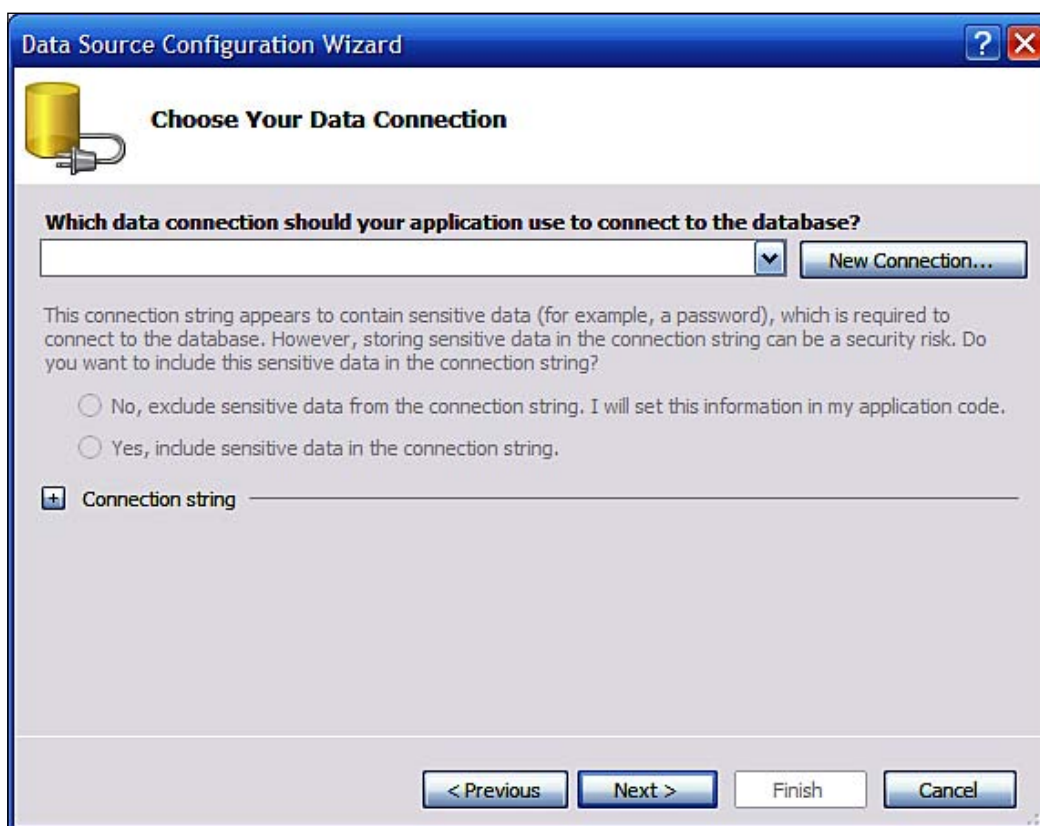 Data Source Configuration Wizard
?
Choose Your Data Connection
Which data connection should your application use to connect to the database?
New Connection...
This connection string appears to contain sensitive data (for example, a password), which is required to
connect to the database. However, storing sensitive data in the connection string can be a security risk. Do
you want to include this sensitive data in the connection string?
No, exclude sensitive data from the connection string. I will set this information in my application code.
Yes, include sensitive data in the connection string.
+ Connection string
< Previous Next > Finish Cancel